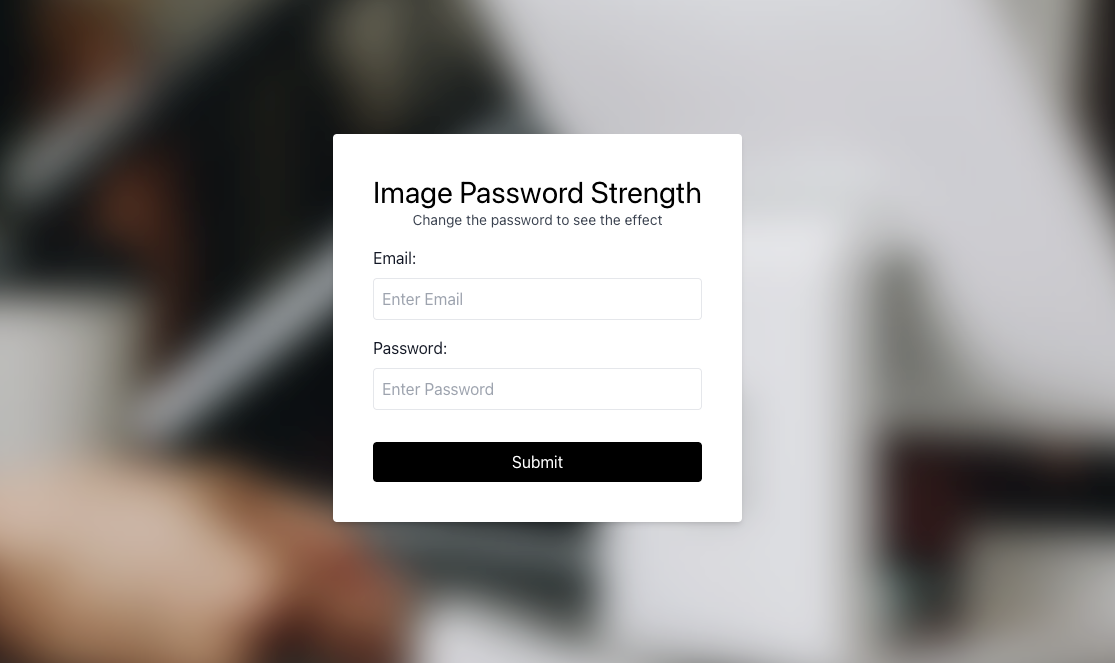 Image Password Strength
Change the password to see the effect
Email:
Enter Email
Password:
Enter Password
Submit